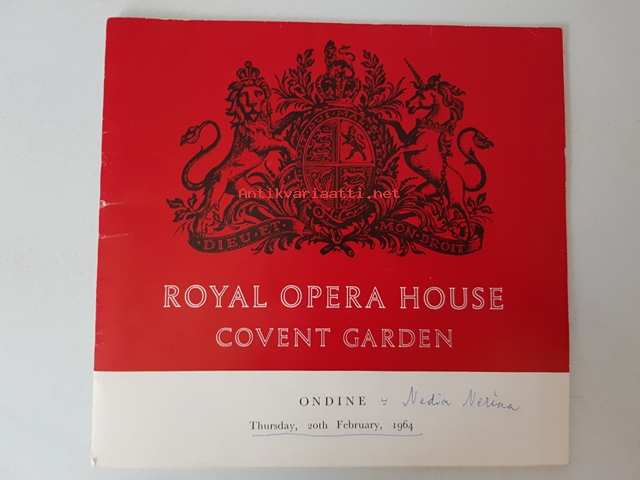 Antikvariaatti.net
DIEU·ET·MON·DROIT
ROYAL OPERA HOUSE
COVENT GARDEN
ONDINE Nadia Nerina
Thursday, 20th February, 1964